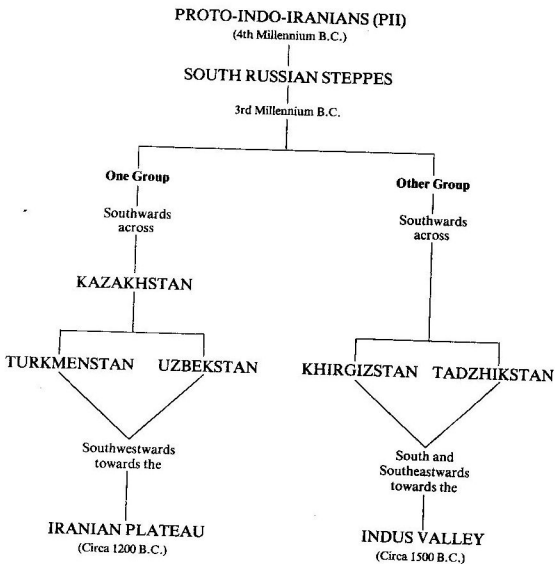 PROTO-INDO-IRANIANS (PII)
(4th Millennium B.C.)
SOUTH RUSSIAN STEPPES
3rd Millennium B.C.
One Group
Southwards
across
KAZAKHSTAN
TURKMENSTAN
UZBEKSTAN
Southwestwards
towards the
IRANIAN PLATEAU
(Circa 1200 B.C.)
Other Group
Southwards
across
KHIRGIZSTAN
TADZHIKSTAN
South and
Southeastwards
towards the
INDUS VALLEY
(Circa 1500 B.C.)